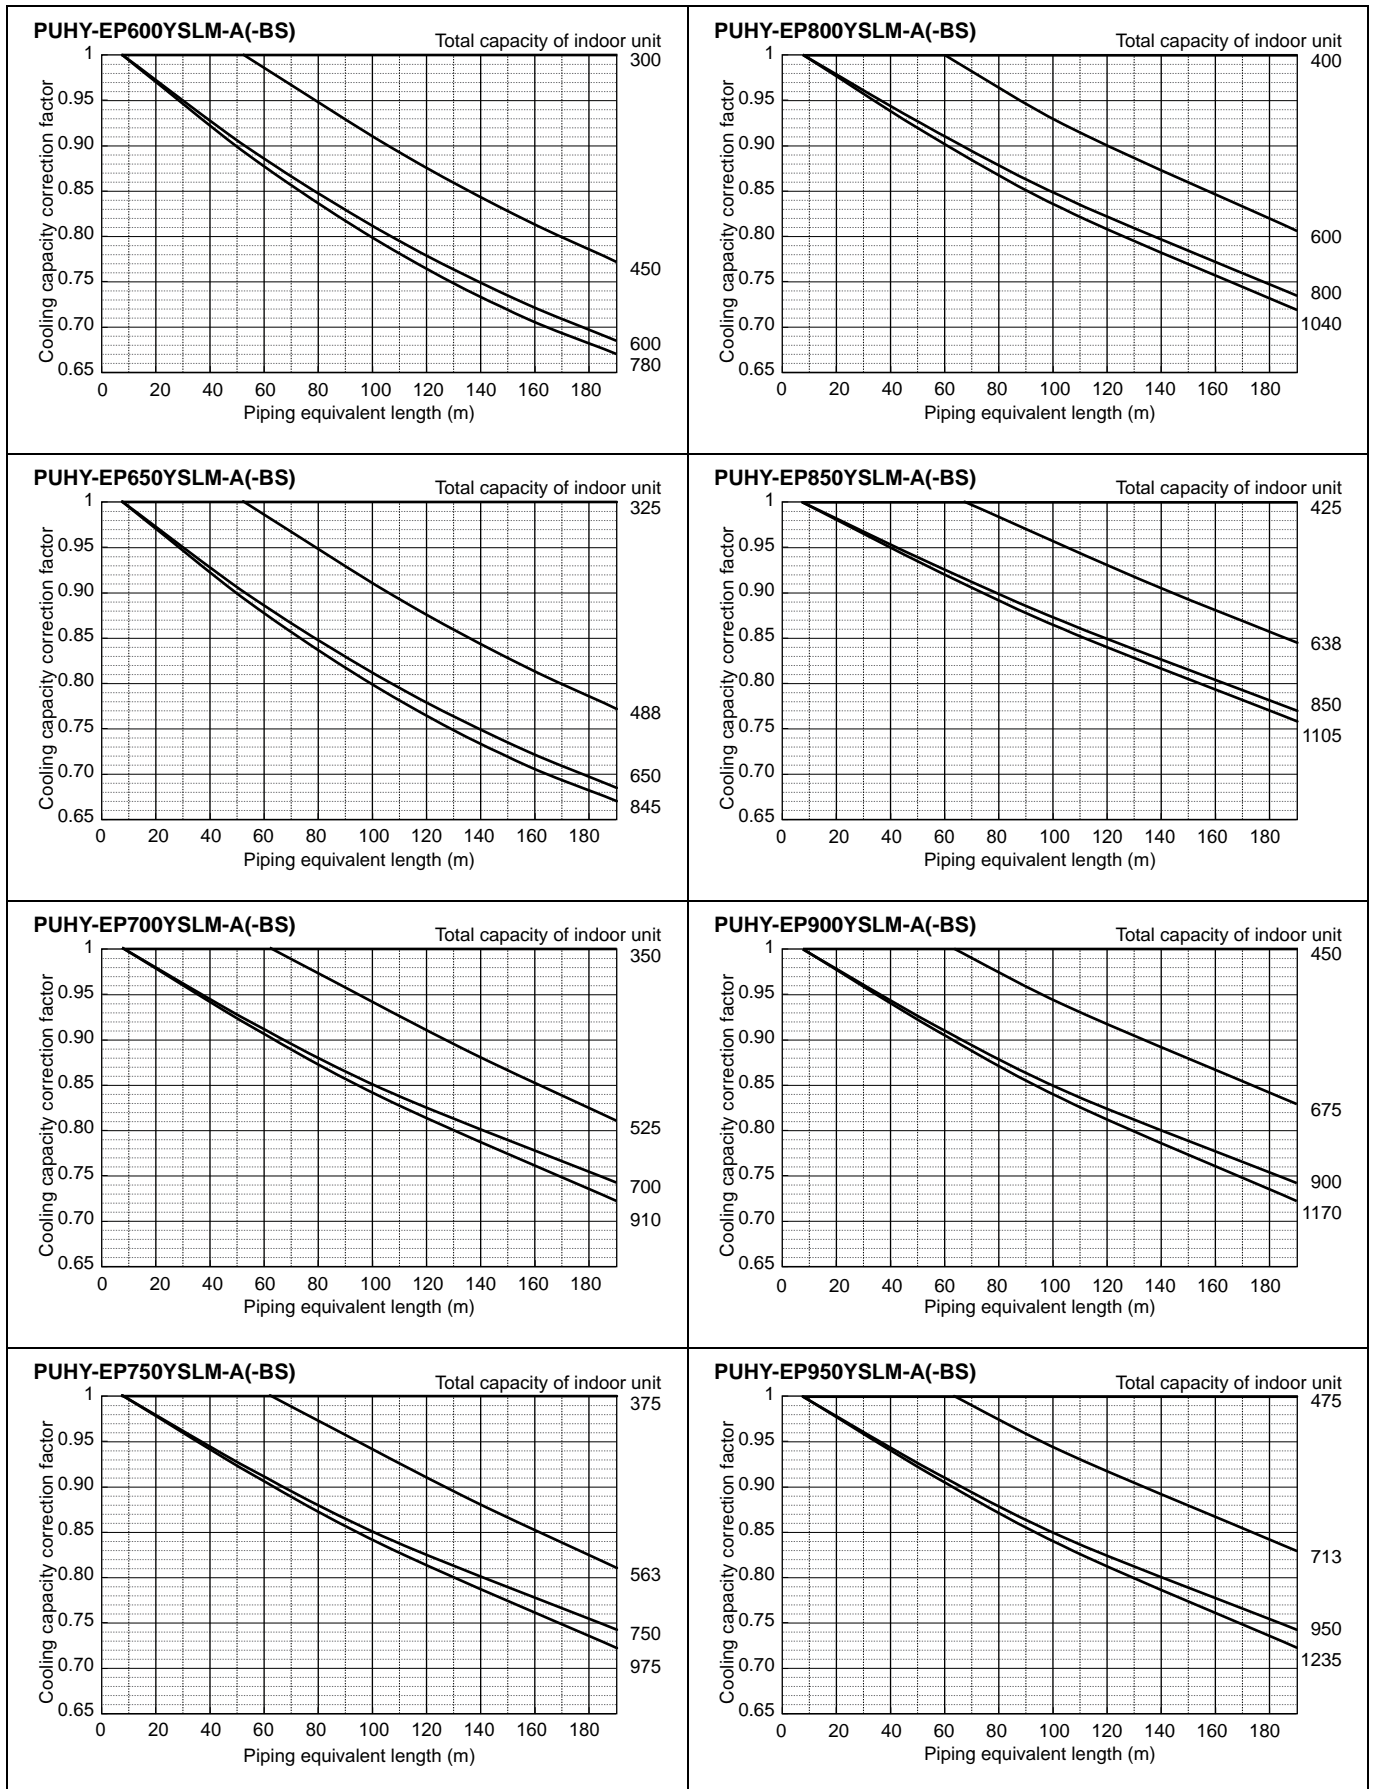 PUHY-EP600YSLM-A(-BS)
Total capacity of indoor unit
Cooling capacity correction factor
1
0.95
0.90
0.85
0.80
0.75
0.70
0.65
300
450
600
780
0 20 40 60 80 100 120 140 160 180
Piping equivalent length (m)
PUHY-EP800YSLM-A(-BS)
Total capacity of indoor unit
Cooling capacity correction factor
1
0.95
0.90
0.85
0.80
0.75
0.70
0.65
400
600
800
1040
0 20 40 60 80 100 120 140 160 180
Piping equivalent length (m)
PUHY-EP650YSLM-A(-BS)
Total capacity of indoor unit
Cooling capacity correction factor
1
0.95
0.90
0.85
0.80
0.75
0.70
0.65
325
488
650
845
0 20 40 60 80 100 120 140 160 180
Piping equivalent length (m)
PUHY-EP850YSLM-A(-BS)
Total capacity of indoor unit
Cooling capacity correction factor
1
0.95
0.90
0.85
0.80
0.75
0.70
0.65
425
638
850
1105
0 20 40 60 80 100 120 140 160 180
Piping equivalent length (m)
PUHY-EP700YSLM-A(-BS)
Total capacity of indoor unit
Cooling capacity correction factor
1
0.95
0.90
0.85
0.80
0.75
0.70
0.65
350
525
700
910
0 20 40 60 80 100 120 140 160 180
Piping equivalent length (m)
PUHY-EP900YSLM-A(-BS)
Total capacity of indoor unit
Cooling capacity correction factor
1
0.95
0.90
0.85
0.80
0.75
0.70
0.65
450
675
900
1170
0 20 40 60 80 100 120 140 160 180
Piping equivalent length (m)
PUHY-EP750YSLM-A(-BS)
Total capacity of indoor unit
Cooling capacity correction factor
1
0.95
0.90
0.85
0.80
0.75
0.70
0.65
375
563
750
975
0 20 40 60 80 100 120 140 160 180
Piping equivalent length (m)
PUHY-EP950YSLM-A(-BS)
Total capacity of indoor unit
Cooling capacity correction factor
1
0.95
0.90
0.85
0.80
0.75
0.70
0.65
475
713
950
1235
0 20 40 60 80 100 120 140 160 180
Piping equivalent length (m)